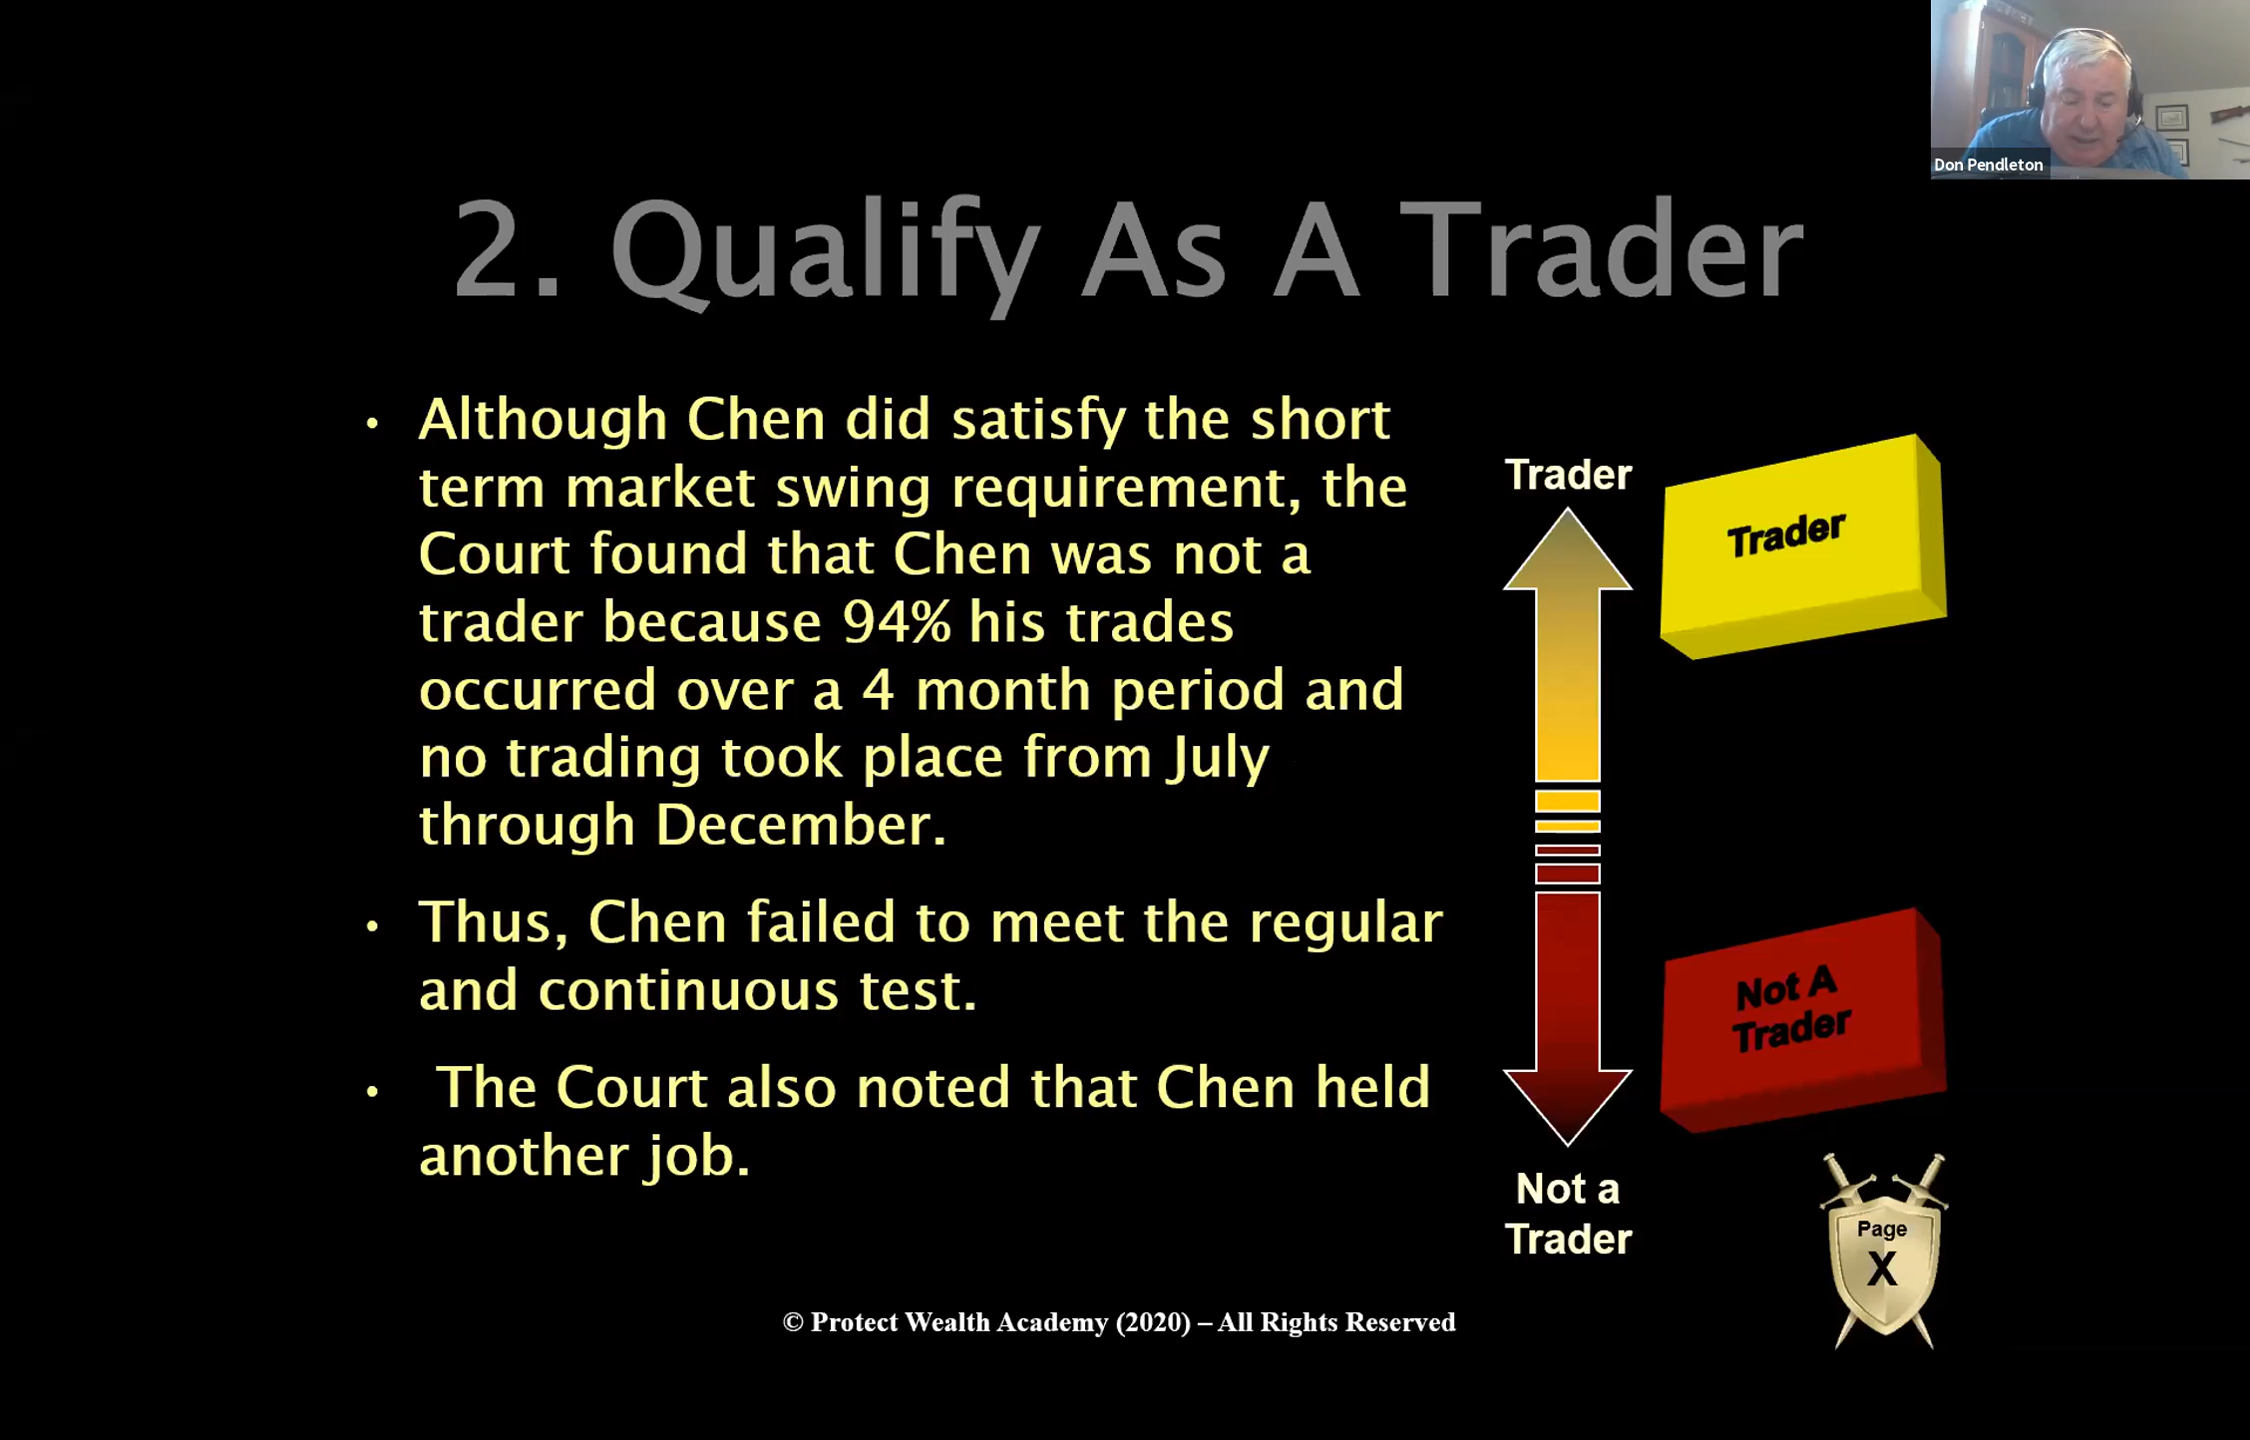 Don Pendleton
2. Qualify As A Trader
• Although Chen did satisfy the short
term market swing requirement, the
Court found that Chen was not a
trader because 94% his trades
occurred over a 4 month period and
no trading took place from July
through December.
• Thus, Chen failed to meet the regular
and continuous test.
• The Court also noted that Chen held
another job.
Trader
Trader
Not A
Trader
Not a
Trader
Page
X
© Protect Wealth Academy (2020) – All Rights Reserved